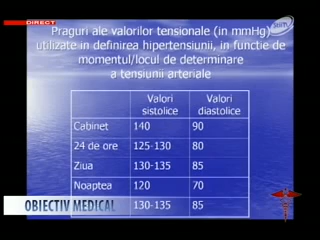 DIRECT
Praguri ale valorilor tensionale (in mmHg)
utilizate in definirea hipertensiunii, in functie de
momentul/locul de determinare
a tensiunii arteriale
Valori sistolice Valori diastolice
Cabinet 140 90
24 de ore 125-130 80
Ziua 130-135 85
Noaptea 120 70
130-135 85
OBIECTIV MEDICAL